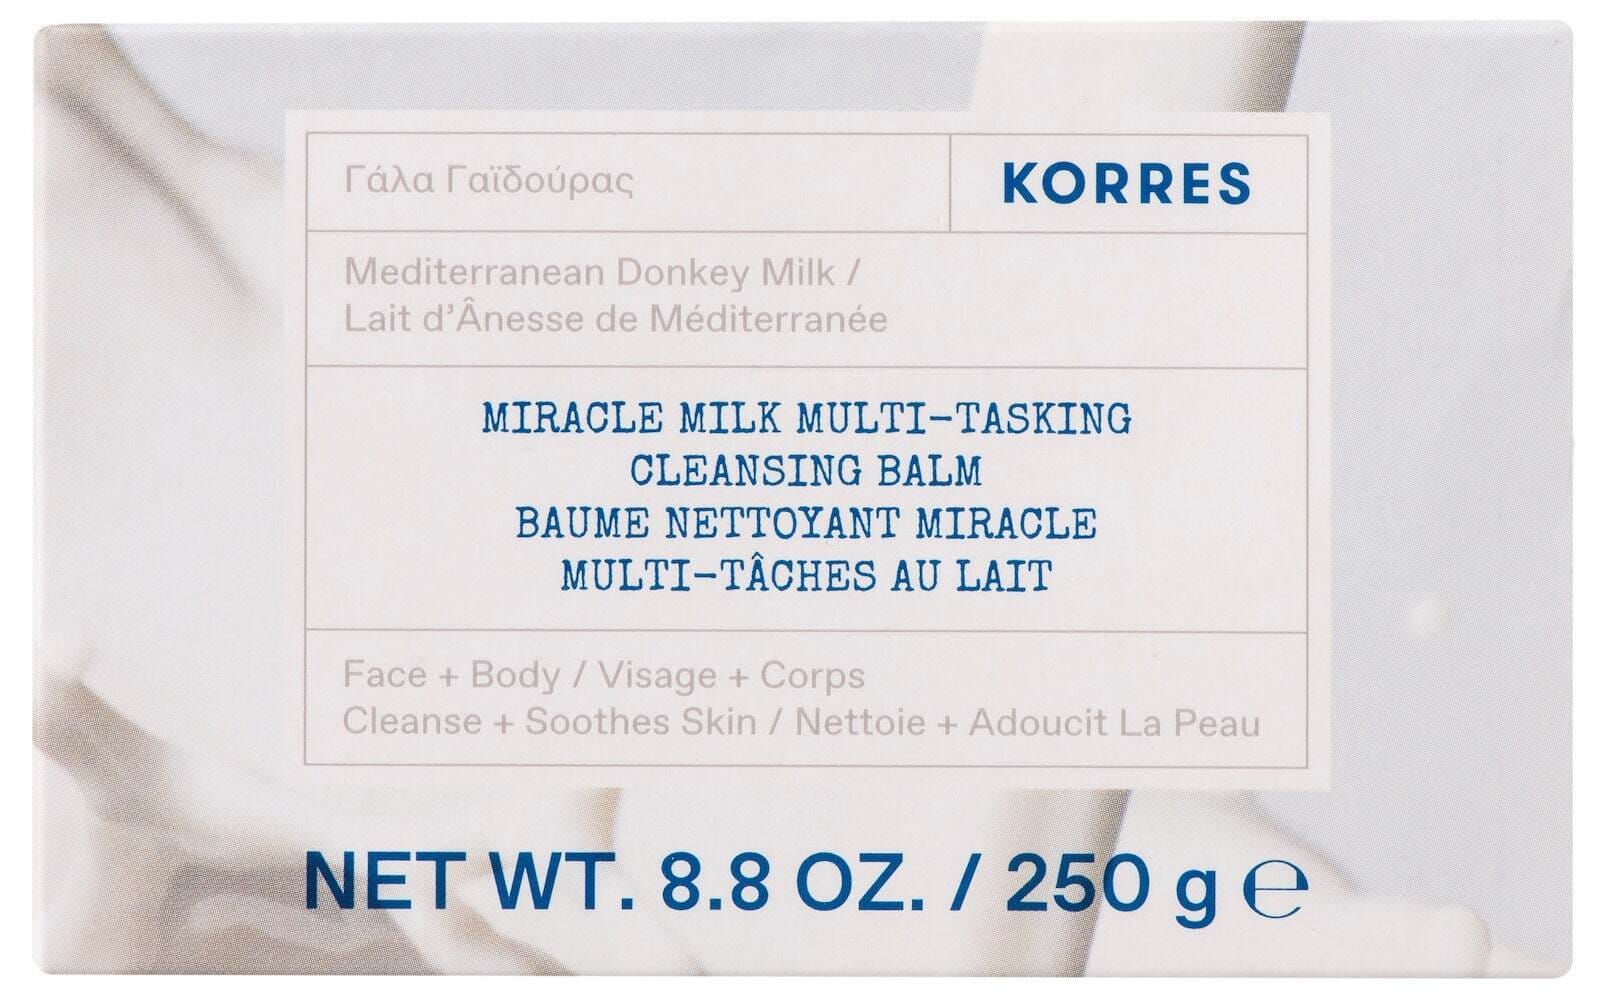 Γάλα Γαϊδούρας
KORRES
Mediterranean Donkey Milk /
Lait d'Ânesse de Méditerranée
MIRACLE MILK MULTI-TASKING
CLEANSING BALM
BAUME NETTOYANT MIRACLE
MULTI-TÂCHES AU LAIT
Face + Body / Visage + Corps
Cleanse + Soothes Skin / Nettoie + Adoucit La Peau
NET WT. 8.8 OZ. / 250 g ℮